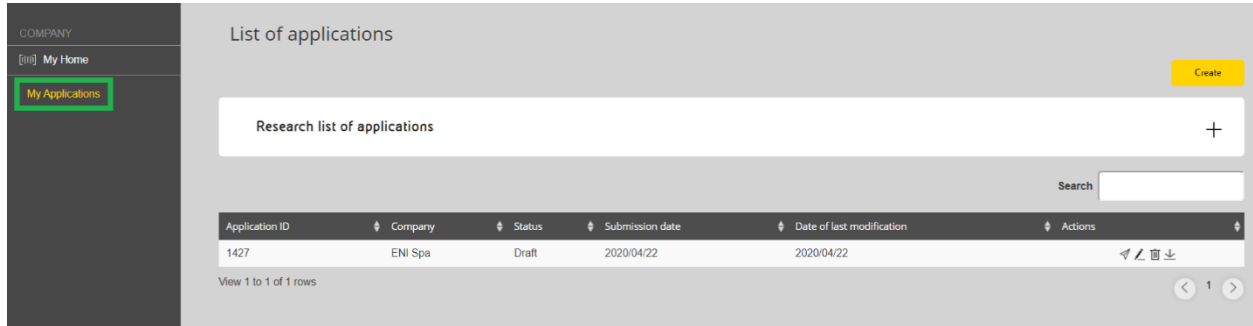 COMPANY
My Home
My Applications
List of applications
Create
Research list of applications
Search
Application ID Company Status Submission date Date of last modification Actions
1427 ENI Spa Draft 2020/04/22 2020/04/22
View 1 to 1 of 1 rows
1